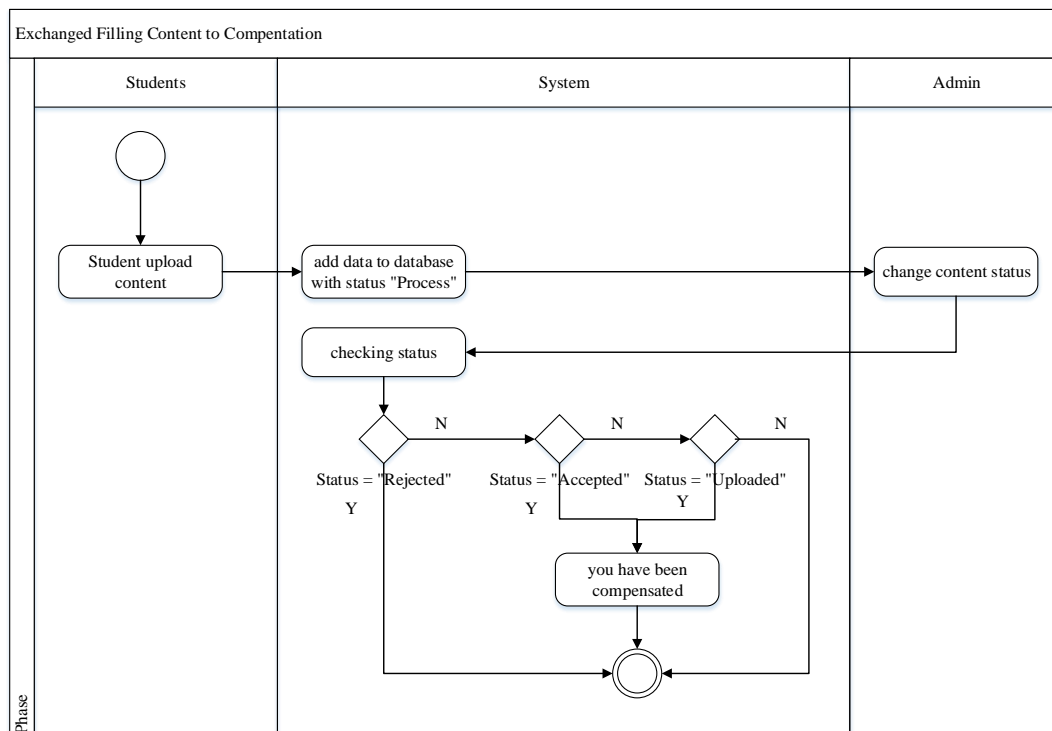 Exchanged Filling Content to Compentation
Students
System
Admin
Student upload
content
add data to database
with status "Process"
change content status
checking status
N
N
N
Status = "Rejected"
Status = "Accepted"
Status = "Uploaded"
Y
Y
Y
you have been
compensated
Phase